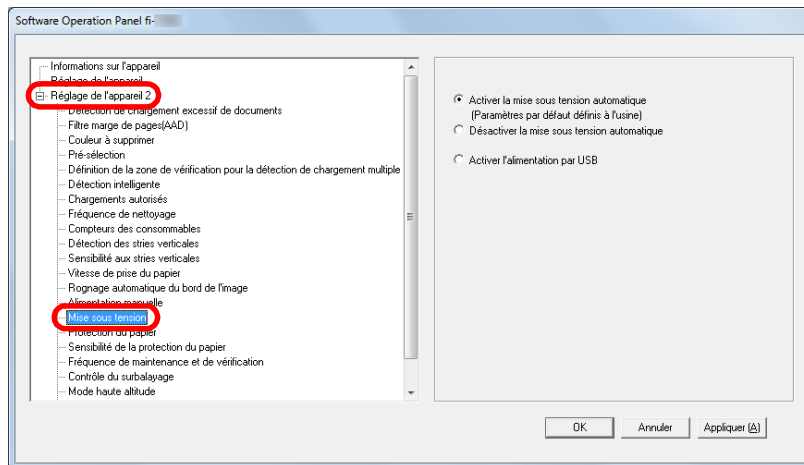 Software Operation Panel fi-
Informations sur l'appareil
Réglage de l'appareil
Réglage de l'appareil 2
Détection de chargement excessif de documents
Filtre marge de pages(AAD)
Couleur à supprimer
Pré-sélection
Définition de la zone de vérification pour la détection de chargement multiple
Détection intelligente
Chargements autorisés
Fréquence de nettoyage
Compteurs des consommables
Détection des stries verticales
Sensibilité aux stries verticales
Vitesse de prise du papier
Rognage automatique du bord de l'image
Alimentation manuelle
Mise sous tension
Protection du papier
Sensibilité de la protection du papier
Fréquence de maintenance et de vérification
Contrôle du surbalayage
Mode haute altitude
Activer la mise sous tension automatique
(Paramètres par défaut définis à l'usine)
Désactiver la mise sous tension automatique
Activer l'alimentation par USB
OK Annuler Appliquer (A)